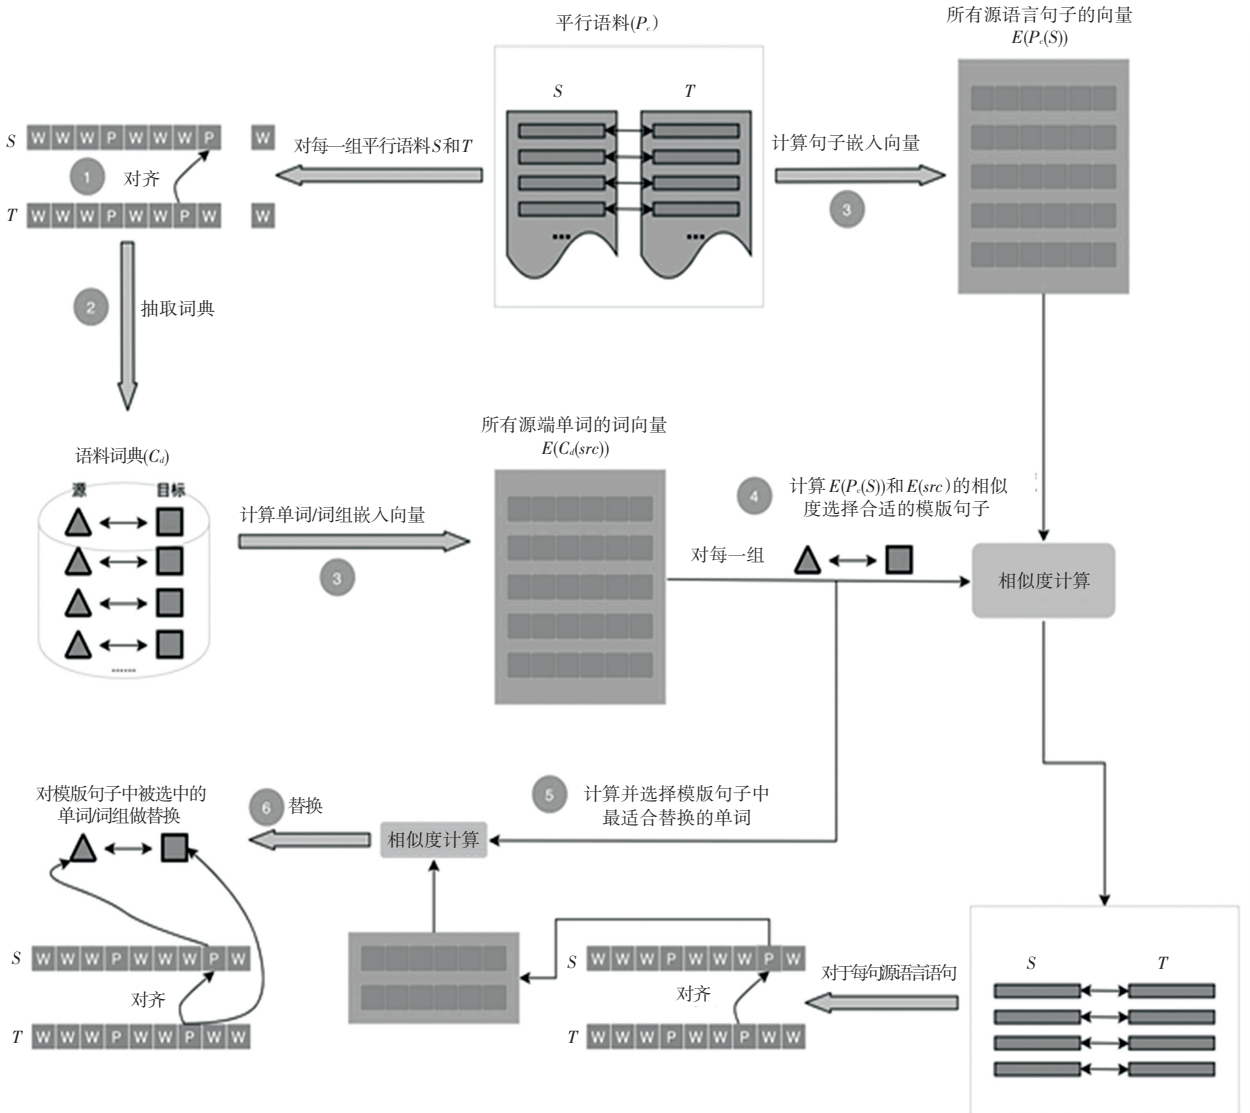 平行语料(Pc)
所有源语言句子的向量
E(Pc(S))
S
T
S W W W P W W W P W
对每一组平行语料S和T
计算句子嵌入向量
1
对齐
3
T W W W P W W P W W
2
抽取词典
所有源端单词的词向量
E(Cd(src))
语料词典(Cd)
源
目标
计算单词/词组嵌入向量
3
4
计算E(Pc(S))和E(src)的相似
度选择合适的模版句子
对每一组
相似度计算
......
对模版句子中被选中的
单词/词组做替换
6
替换
5
计算并选择模版句子中
最适合替换的单词
相似度计算
S W W W P W W W P W
对齐
T W W W P W W P W W
S W W W P W W W P W
对齐
T W W W P W W P W W
对于每句源语言语句
S
T